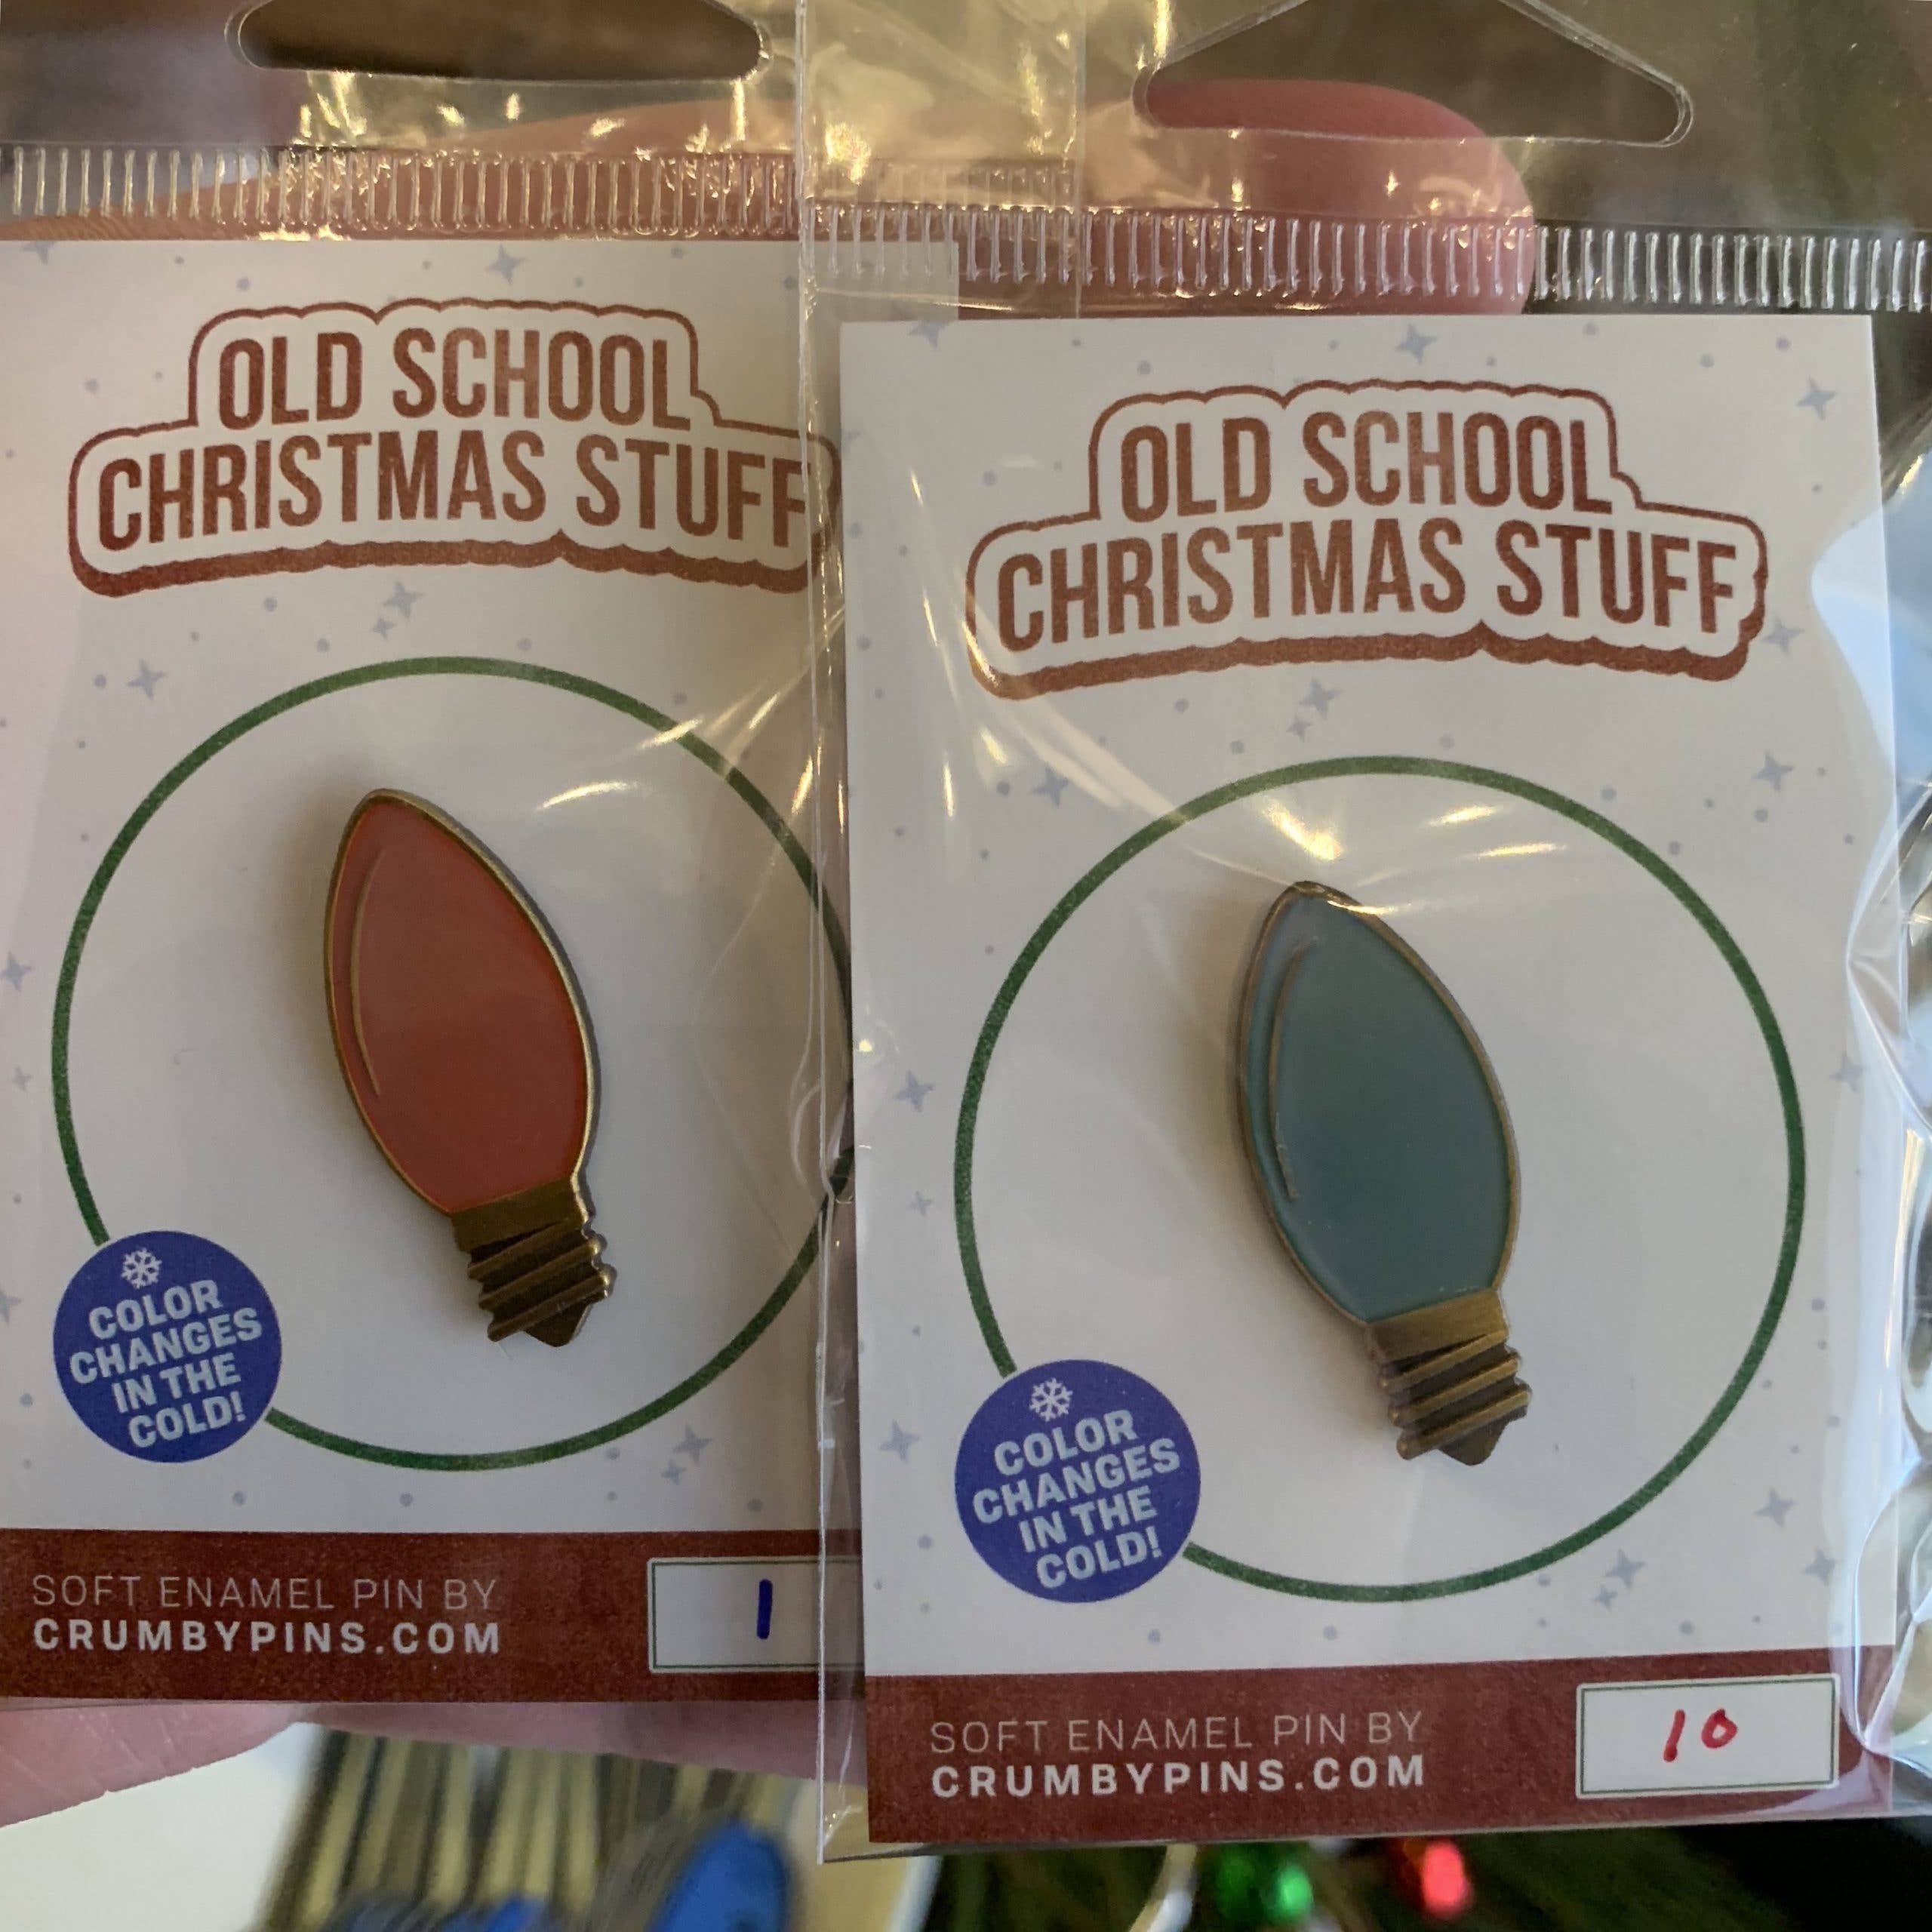 OLD SCHOOL
CHRISTMAS STUFF
COLOR
CHANGES
IN THE
COLD!
SOFT ENAMEL PIN BY
CRUMBYPINS.COM
1
OLD SCHOOL
CHRISTMAS STUFF
COLOR
CHANGES
IN THE
COLD!
SOFT ENAMEL PIN BY
CRUMBYPINS.COM
10